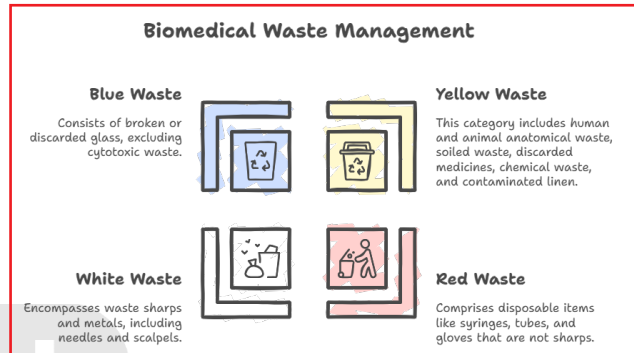 Biomedical Waste Management
Blue Waste
Consists of broken or
discarded glass, excluding
cytotoxic waste.
Yellow Waste
This category includes human
and animal anatomical waste,
soiled waste, discarded
medicines, chemical waste,
and contaminated linen.
White Waste
Encompasses waste sharps
and metals, including
needles and scalpels.
Red Waste
Comprises disposable items
like syringes, tubes, and
gloves that are not sharps.